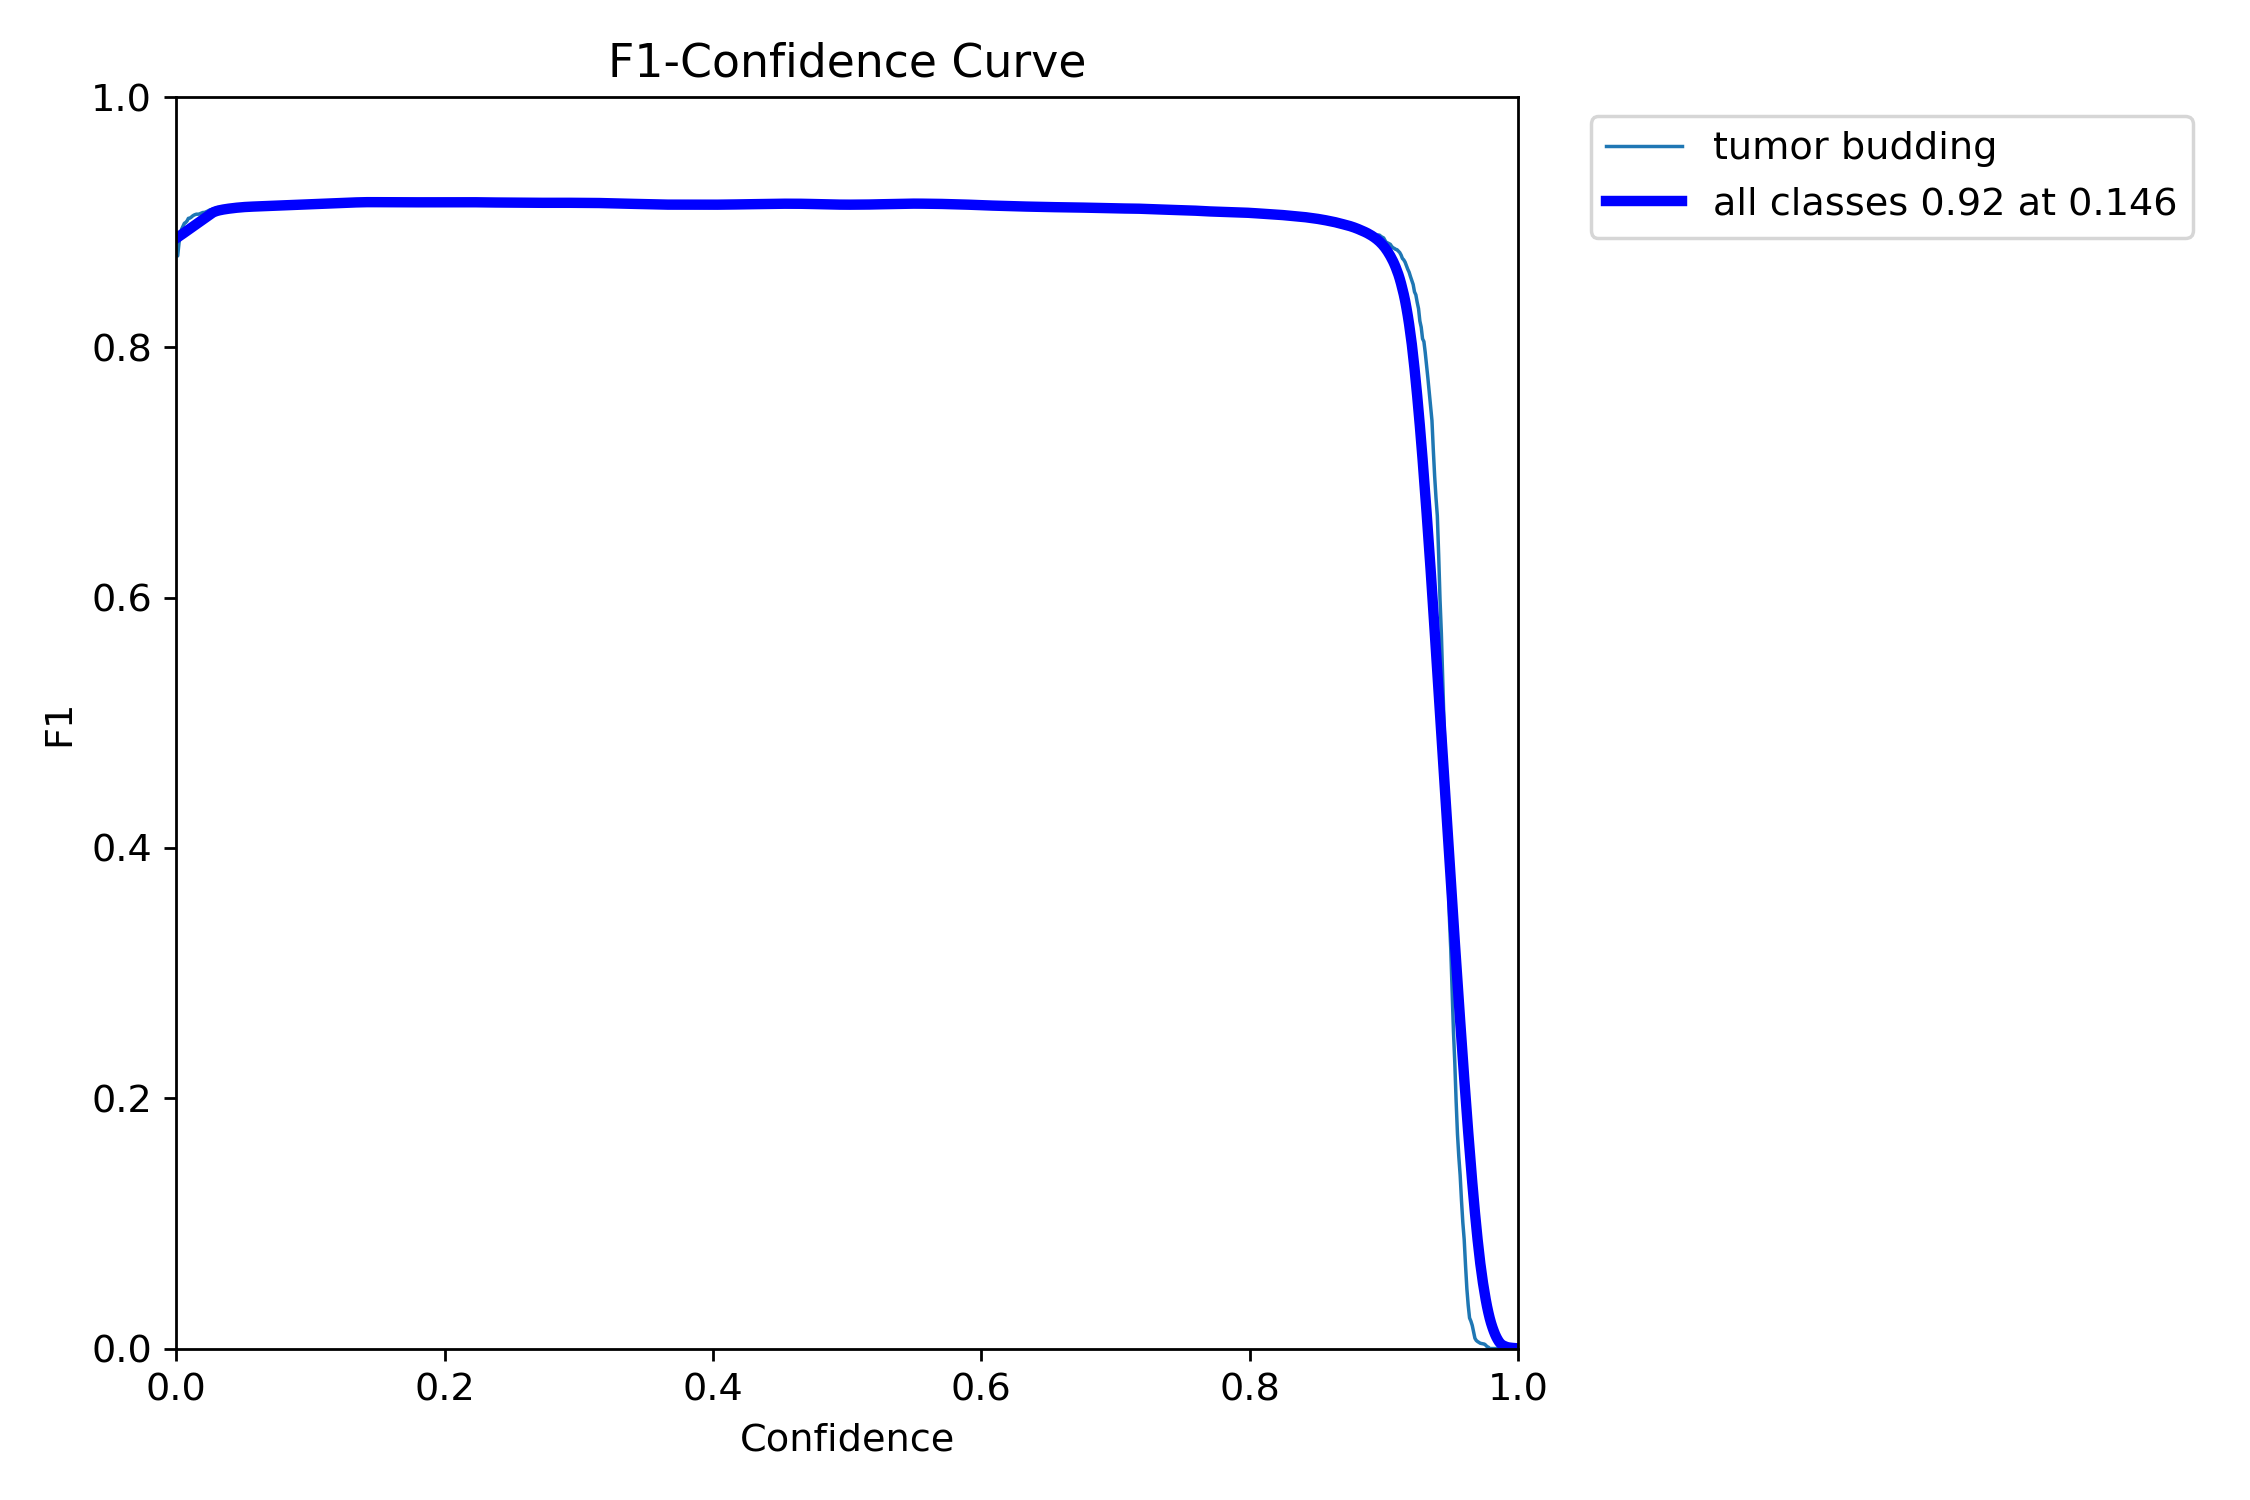 F1-Confidence Curve
1.0
0.8
0.6
0.4
0.2
0.0
F1
0.0 0.2 0.4 0.6 0.8 1.0
Confidence
tumor budding
all classes 0.92 at 0.146